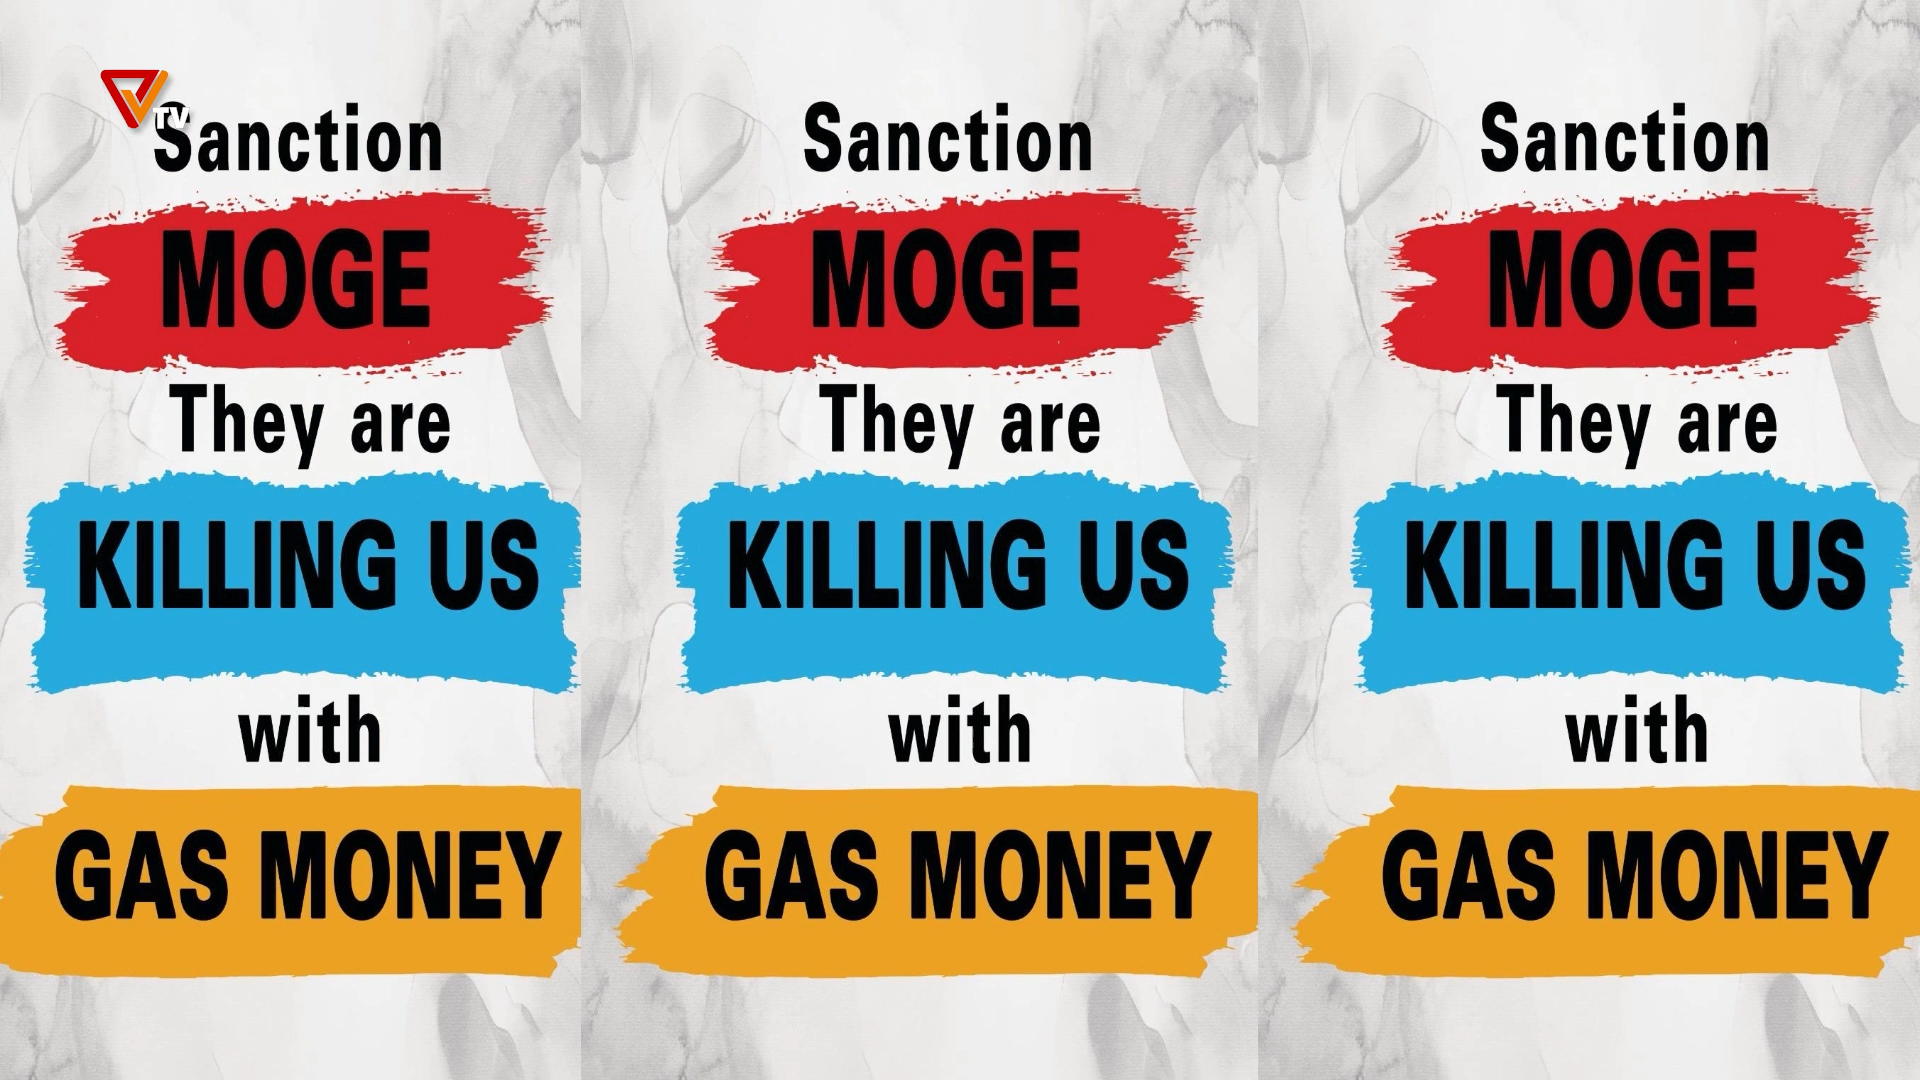 TV
Sanction
MOGE
They are
KILLING US
with
GAS MONEY
Sanction
MOGE
They are
KILLING US
with
GAS MONEY
Sanction
MOGE
They are
KILLING US
with
GAS MONEY